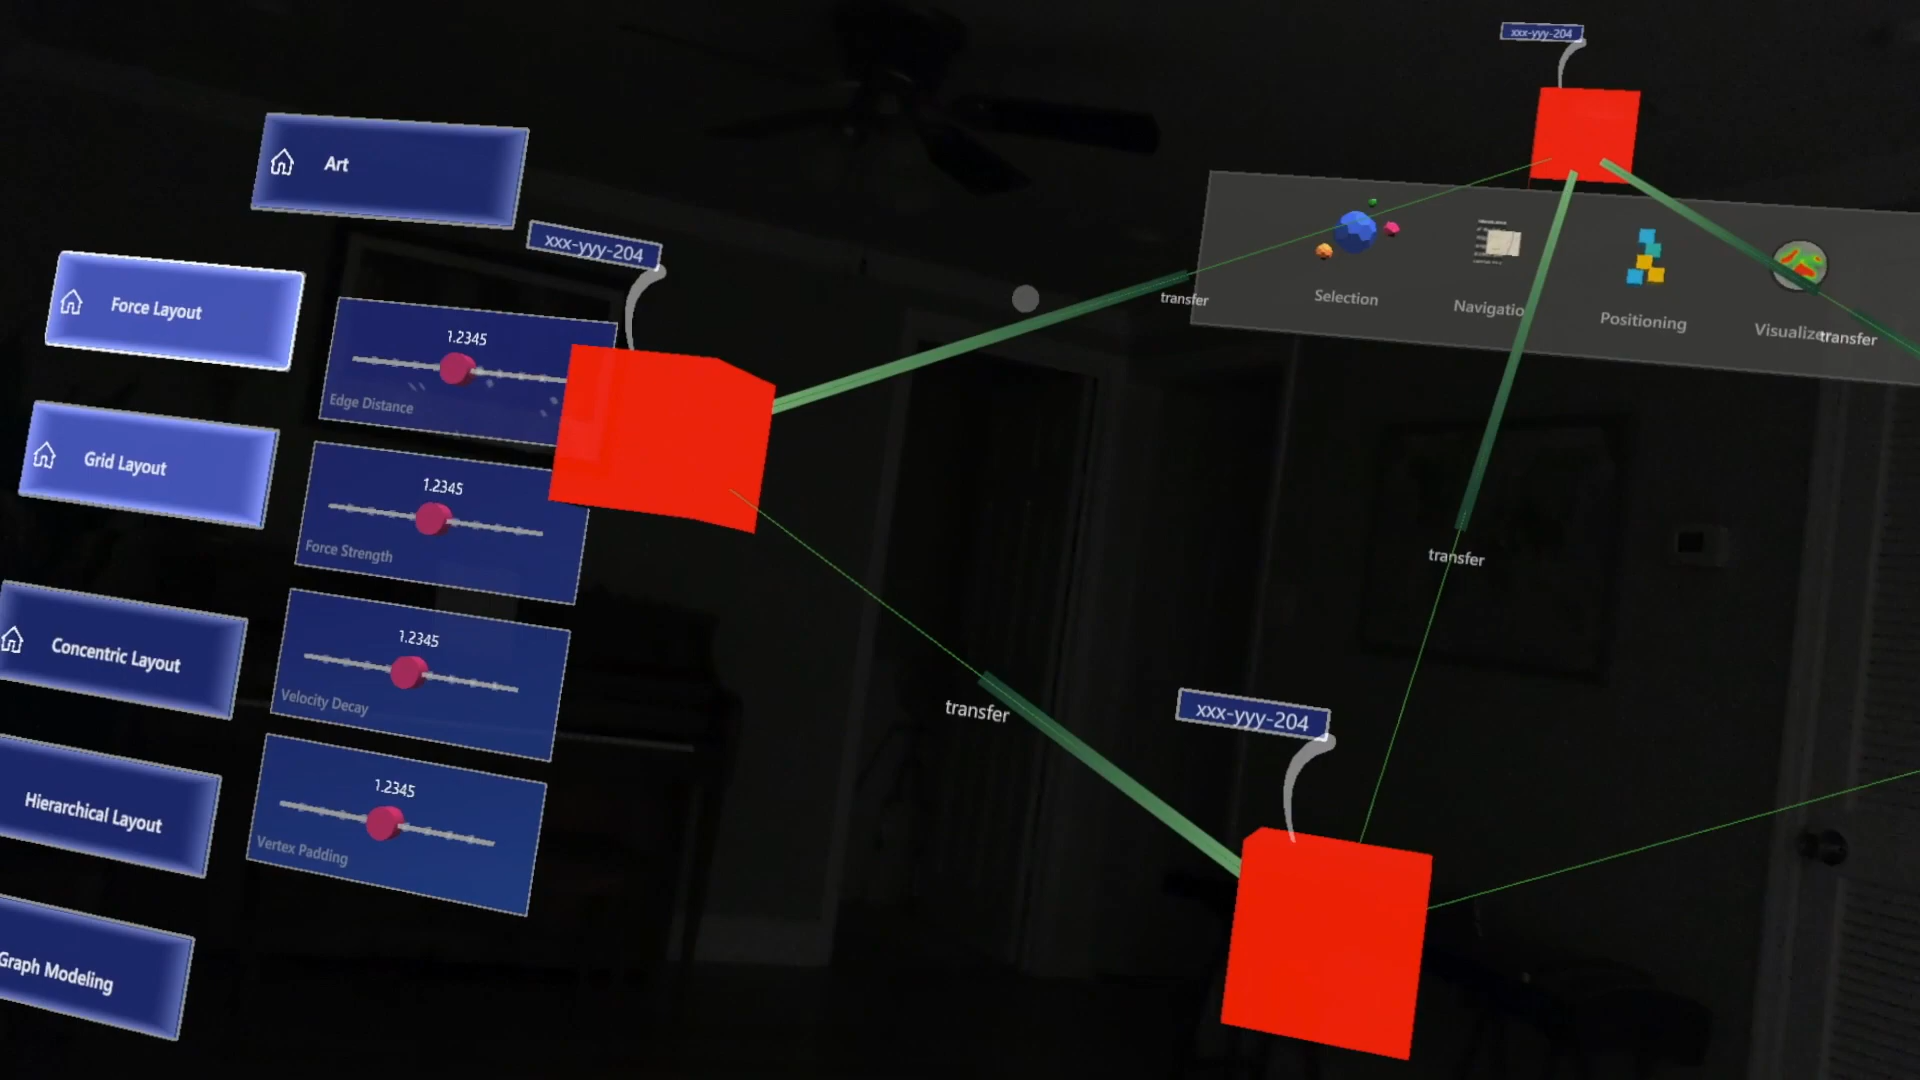 xxx-yyy-204
Art
xxx-yyy-204
Force Layout
Grid Layout
Concentric Layout
Hierarchical Layout
Graph Modeling
1.2345
Edge Distance
1.2345
Force Strength
1.2345
Velocity Decay
1.2345
Vertex Padding
transfer
Selection
Navigatio
Positioning
Visualize
transfer
transfer
transfer
xxx-yyy-204